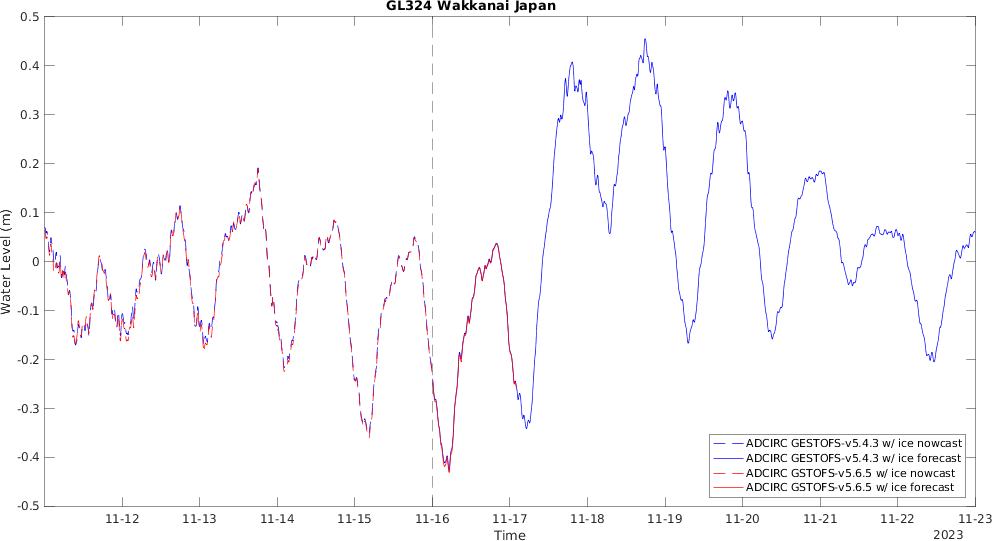 GL324 Wakkanai Japan
0.5
0.4
0.3
0.2
0.1
0
-0.1
-0.2
-0.3
-0.4
-0.5
Water Level (m)
ADCIRC GESTOFS-v5.4.3 w/ ice nowcast
ADCIRC GESTOFS-v5.4.3 w/ ice forecast
ADCIRC GSTOFS-v5.6.5 w/ ice nowcast
ADCIRC GSTOFS-v5.6.5 w/ ice forecast
11-12 11-13 11-14 11-15 11-16 11-17 11-18 11-19 11-20 11-21 11-22 11-23
Time
2023